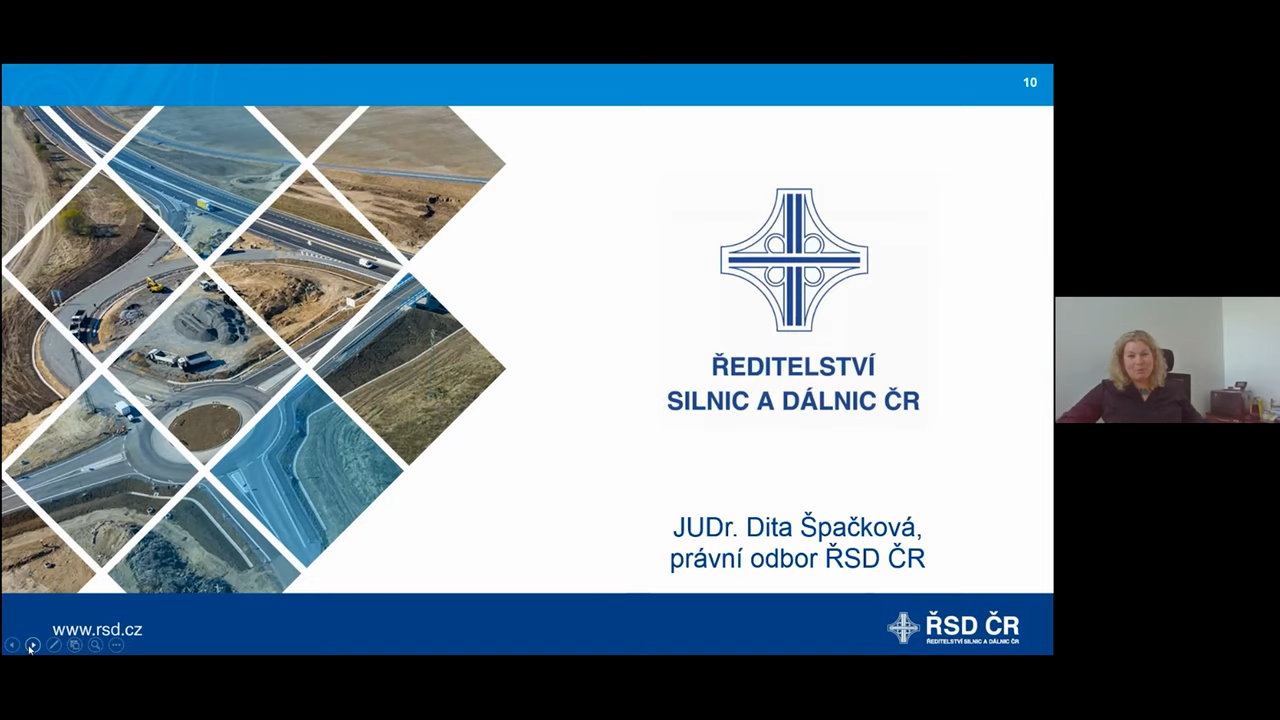 10
ŘEDITELSTVÍ
SILNIC A DÁLNIC ČR
JUDr. Dita Špačková,
právní odbor ŘSD ČR
www.rsd.cz
ŘSD ČR
ŘEDITELSTVÍ SILNIC A DÁLNIC ČR